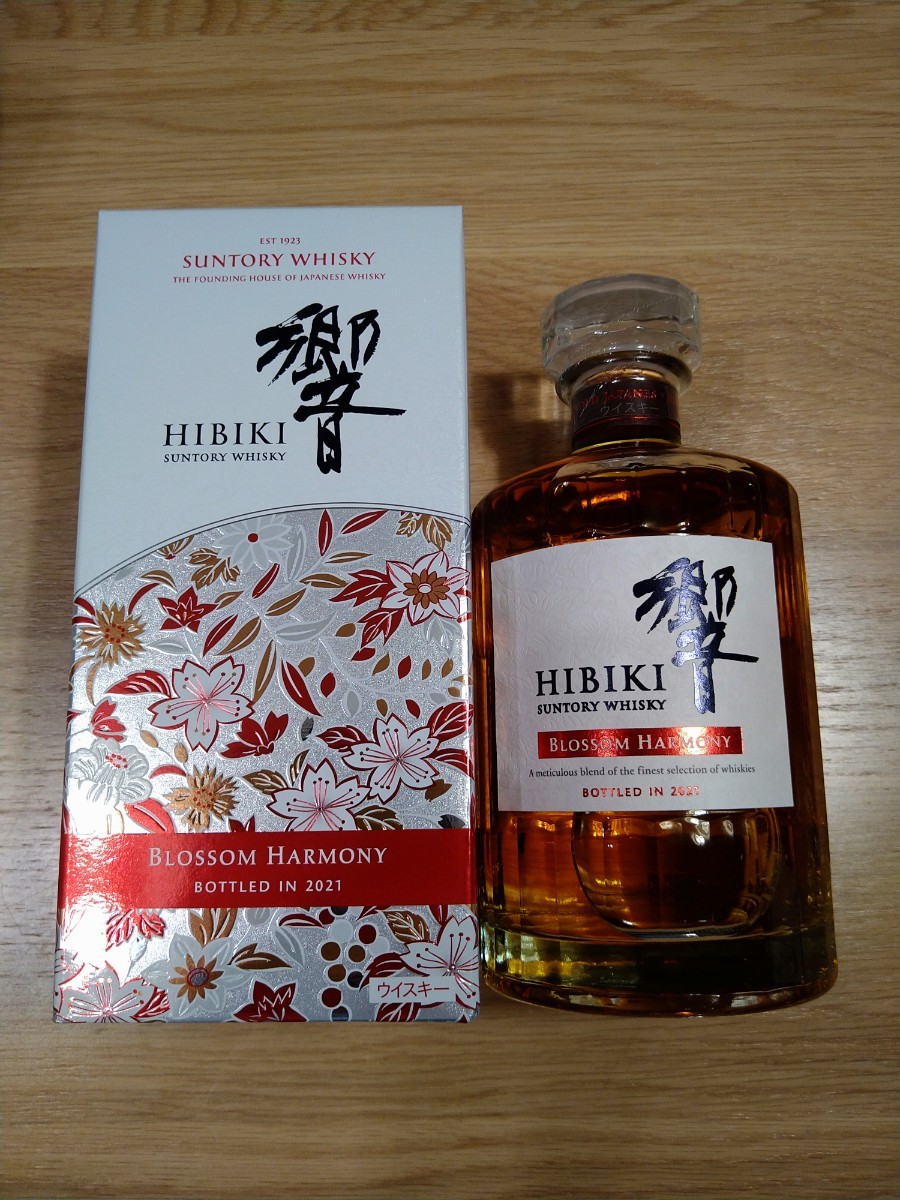 EST 1923
SUNTORY WHISKY
THE FOUNDING HOUSE OF JAPANESE WHISKY
響
HIBIKI
SUNTORY WHISKY
BLOSSOM HARMONY
BOTTLED IN 2021
ウイスキー
ウイスキー
響
HIBIKI
SUNTORY WHISKY
BLOSSOM HARMONY
A meticulous blend of the finest selection of whiskies
BOTTLED IN 2021